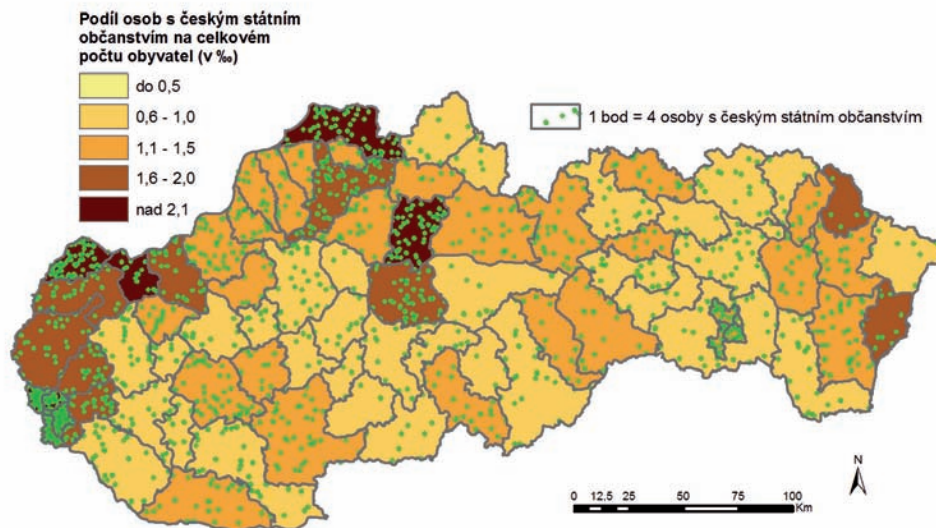 Podíl osob s českým státním
občanstvím na celkovém
počtu obyvatel (v ‰)
do 0,5
0,6 - 1,0
1,1 - 1,5
1,6 - 2,0
nad 2,1
1 bod = 4 osoby s českým státním občanstvím
N
0 12,5 25 50 75 100
Km